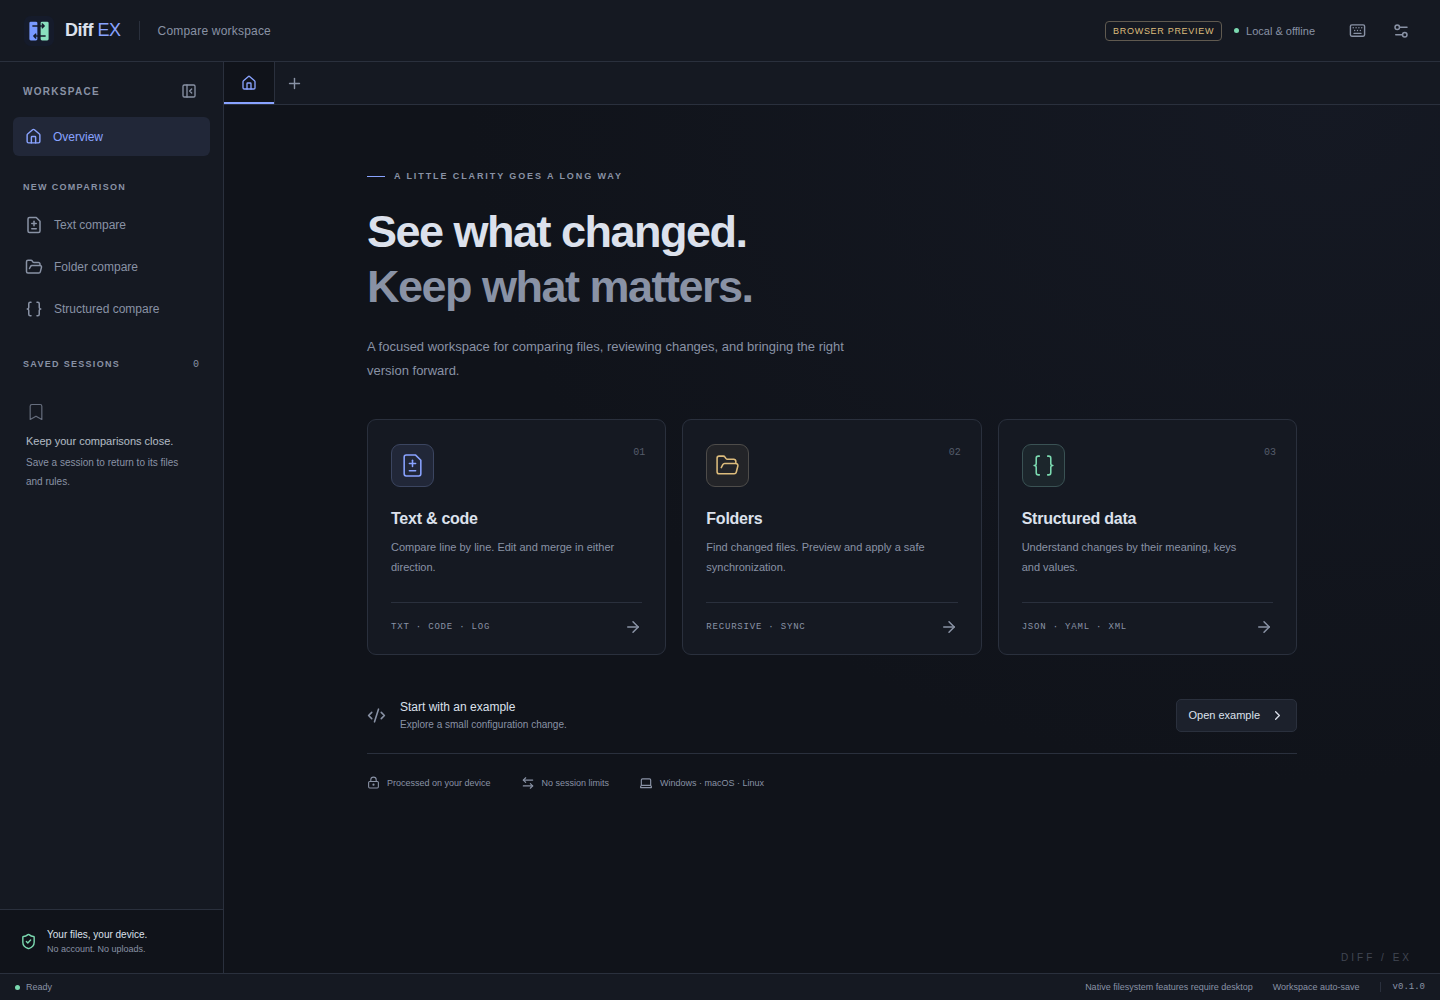 Diff EX
Compare workspace
BROWSER PREVIEW
Local & offline
WORKSPACE
Overview
NEW COMPARISON
Text compare
Folder compare
Structured compare
SAVED SESSIONS 0
Keep your comparisons close.
Save a session to return to its files
and rules.
Your files, your device.
No account. No uploads.
A LITTLE CLARITY GOES A LONG WAY
See what changed.
Keep what matters.
A focused workspace for comparing files, reviewing changes, and bringing the right
version forward.
01
Text & code
Compare line by line. Edit and merge in either
direction.
TXT · CODE · LOG
02
Folders
Find changed files. Preview and apply a safe
synchronization.
RECURSIVE · SYNC
03
Structured data
Understand changes by their meaning, keys
and values.
JSON · YAML · XML
Start with an example
Explore a small configuration change.
Open example
Processed on your device
No session limits
Windows · macOS · Linux
DIFF / EX
Ready
Native filesystem features require desktop
Workspace auto-save
v0.1.0